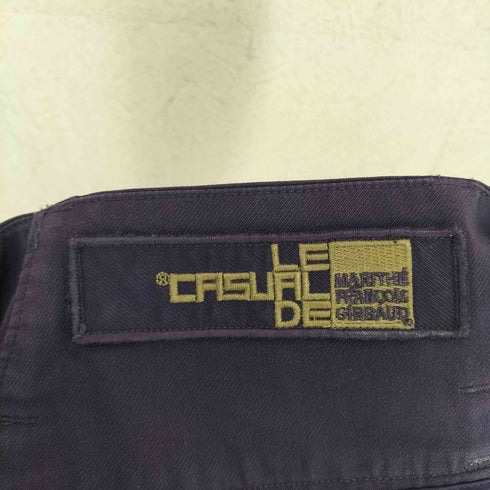 LE
®CASUAL
DE
MARITHÉ
FRANÇOIS
GIRBAUD®